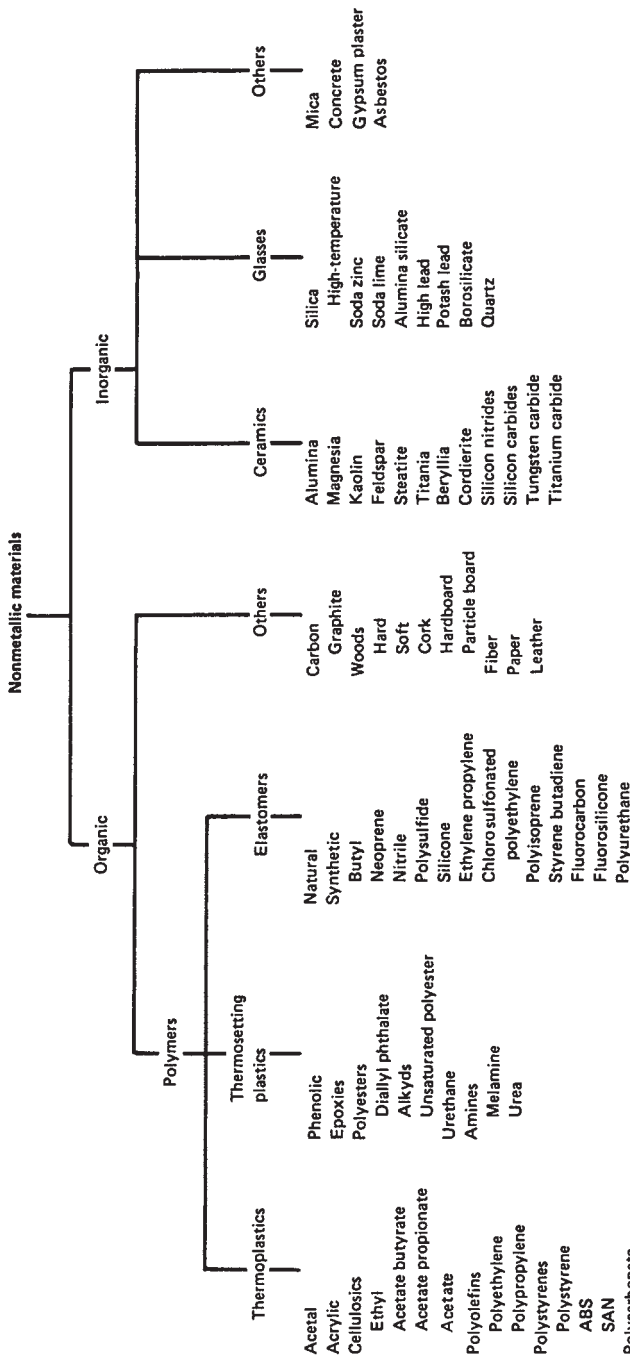 Nonmetallic materials
Organic
Inorganic
Polymers
Others
Ceramics
Glasses
Others
Thermoplastics
Thermosetting
plastics
Elastomers
Acetal
Acrylic
Cellulosics
Ethyl
Acetate butyrate
Acetate propionate
Acetate
Polyolefins
Polyethylene
Polypropylene
Polystyrenes
Polystyrene
ABS
SAN
Polycarbonate
Phenolic
Epoxies
Polyesters
Diallyl phthalate
Alkyds
Unsaturated polyester
Urethane
Amines
Melamine
Urea
Natural
Synthetic
Butyl
Neoprene
Nitrile
Polysulfide
Silicone
Ethylene propylene
Chloro sulfonated
polyethylene
Polyisoprene
Styrene butadiene
Fluorocarbon
Fluorosilicone
Polyurethane
Carbon
Graphite
Woods
Hard
Soft
Cork
Hardboard
Particle board
Fiber
Paper
Leather
Alumina
Magnesia
Kaolin
Feldspar
Steatite
Titania
Beryllia
Cordierite
Silicon nitrides
Silicon carbides
Tungsten carbide
Titanium carbide
Silica
High-temperature
Soda zinc
Soda lime
Alumina silicate
High lead
Potash lead
Borosilicate
Quartz
Mica
Concrete
Gypsum plaster
Asbestos